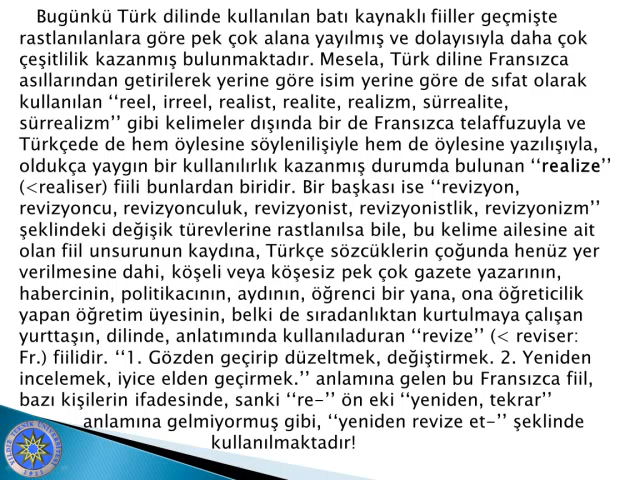 Bugünkü Türk dilinde kullanılan batı kaynaklı fiiller geçmişte
rastlanılanlara göre pek çok alana yayılmış ve dolayısıyla daha çok
çeşitlilik kazanmış bulunmaktadır. Mesela, Türk diline Fransızca
asıllarından getirilerek yerine göre isim yerine göre de sıfat olarak
kullanılan ‘‘reel, irreel, realist, realite, realizm, sürrealite,
sürrealizm’’ gibi kelimeler dışında bir de Fransızca telaffuzuyla ve
Türkçede de hem öylesine söylenilişiyle hem de öylesine yazılışıyla,
oldukça yaygın bir kullanılırlık kazanmış durumda bulunan ‘‘realize’’
(<realiser) fiili bunlardan biridir. Bir başkası ise ‘‘revizyon,
revizyoncu, revizyonculuk, revizyonist, revizyonistlik, revizyonizm’’
şeklindeki değişik türevlerine rastlanılsa bile, bu kelime ailesine ait
olan fiil unsurunun kaydına, Türkçe sözcüklerin çoğunda henüz yer
verilmesine dahi, köşeli veya köşesiz pek çok gazete yazarının,
habercinin, politikacının, aydının, öğrenci bir yana, ona öğreticilik
yapan öğretim üyesinin, belki de sıradanlıktan kurtulmaya çalışan
yurttaşın, dilinde, anlatımında kullanıladuran ‘‘revize’’ (< reviser:
Fr.) fiilidir. ‘‘1. Gözden geçirip düzeltmek, değiştirmek. 2. Yeniden
incelemek, iyice elden geçirmek.’’ anlamına gelen bu Fransızca fiil,
bazı kişilerin ifadesinde, sanki ‘‘re-’’ ön eki ‘‘yeniden, tekrar’’
anlamına gelmiyormuş gibi, ‘‘yeniden revize et-’’ şeklinde
kullanılmaktadır!
YILDIZ TEKNİK ÜNİVERSİTESİ
1911